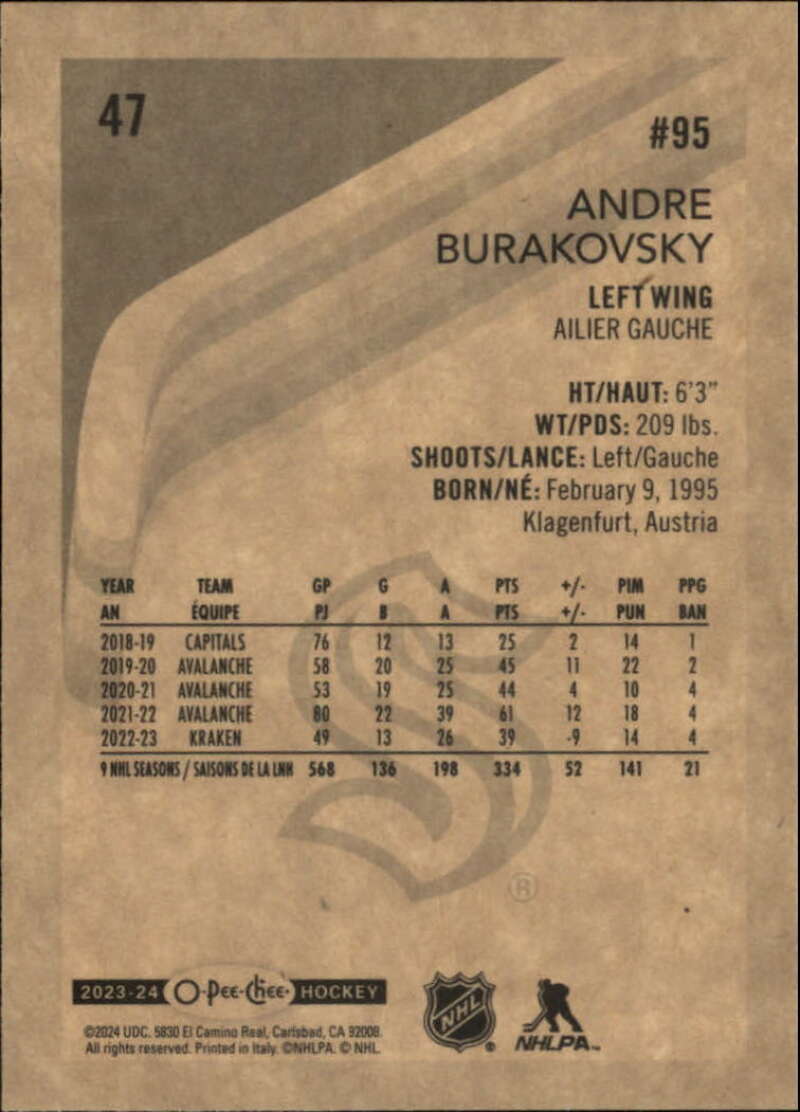 47
#95
ANDRE
BURAKOVSKY
LEFT WING
AILIER GAUCHE
HT/HAUT: 6'3"
WT/PDS: 209 lbs.
SHOOTS/LANCE: Left/Gauche
BORN/NÉ: February 9, 1995
Klagenfurt, Austria
YEAR TEAM GP G A PTS +/- PIM PPG
AN ÉQUIPE PJ B A PTS +/- PUN BAN
2018-19 CAPITALS 76 12 13 25 2 14 1
2019-20 AVALANCHE 58 20 25 45 11 22 2
2020-21 AVALANCHE 53 19 25 44 4 10 4
2021-22 AVALANCHE 80 22 39 61 12 18 4
2022-23 KRAKEN 49 13 26 39 -9 14 4
9 NHL SEASONS / SAISONS DE LA LNH 568 136 198 334 52 141 21
®
2023-24 O-Pee-Chee HOCKEY
©2024 UDC. 5830 El Camino Real, Carlsbad, CA 92008.
All rights reserved. Printed in Italy. ©NHLPA. © NHL.
NHL ®
NHLPA™